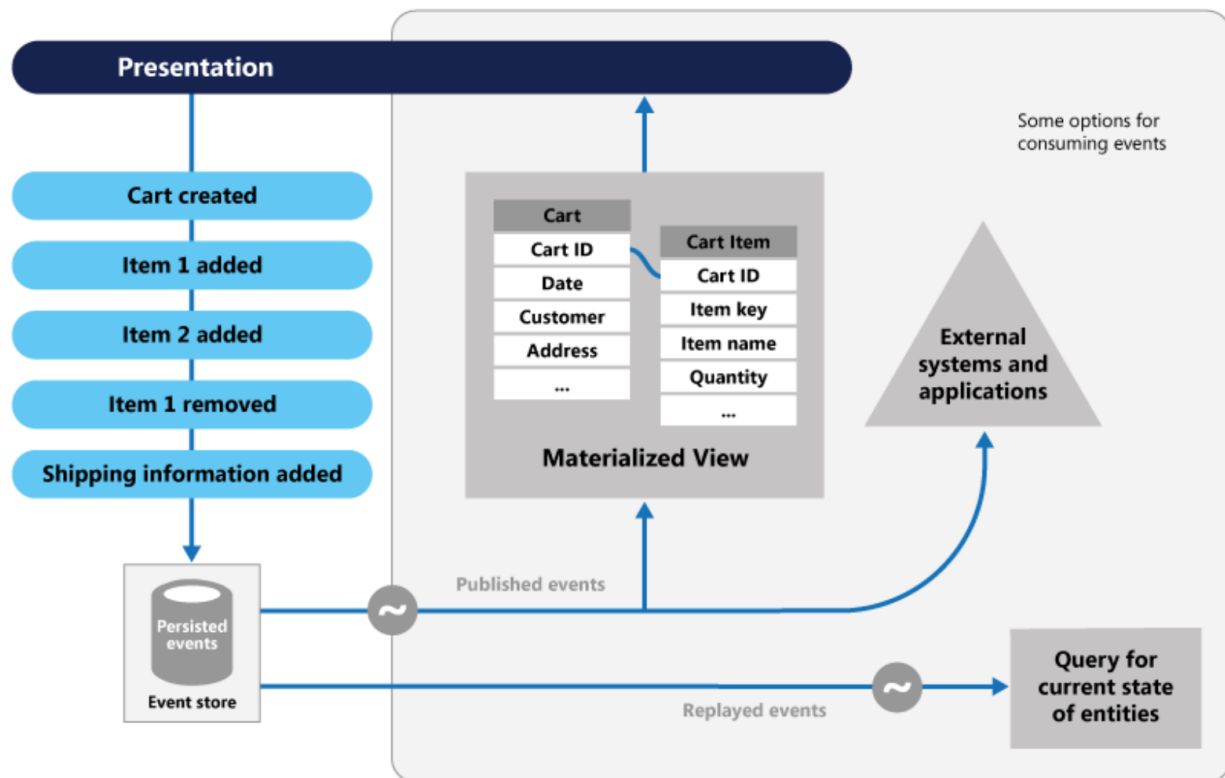 Presentation
Some options for
consuming events
Cart created
Item 1 added
Item 2 added
Item 1 removed
Shipping information added
Cart
Cart ID
Date
Customer
Address
...
Cart Item
Cart ID
Item key
Item name
Quantity
...
Materialized View
External
systems and
applications
Persisted
events
Event store
Published events
~
Replayed events
~
Query for
current state
of entities